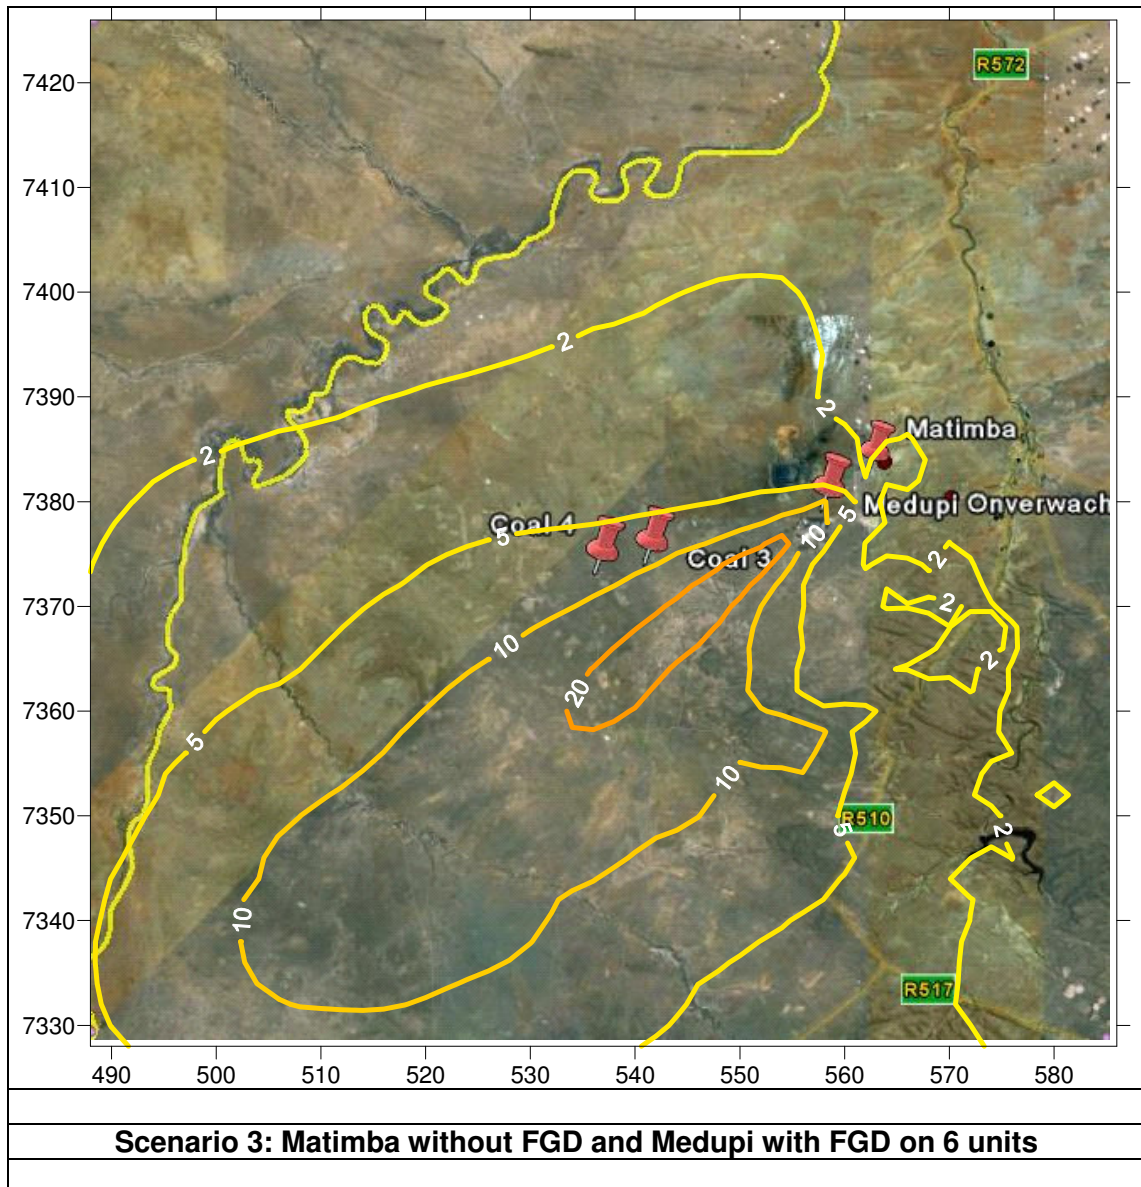 7420
R572
7410
7400
2
7390
2
2
Matimba
7380
Medupi Onverwach
Coal 4
5
5
10
Coal 3
2
7370
2
10
2
20
7360
5
10
7350
R510
5
2
7340
10
R517
7330
490 500 510 520 530 540 550 560 570 580
Scenario 3: Matimba without FGD and Medupi with FGD on 6 units